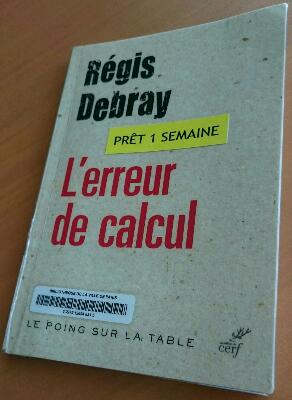 Régis
Debray
PRÊT 1 SEMAINE
L'erreur
de calcul
LE POING SUR LA TABLE
cerf